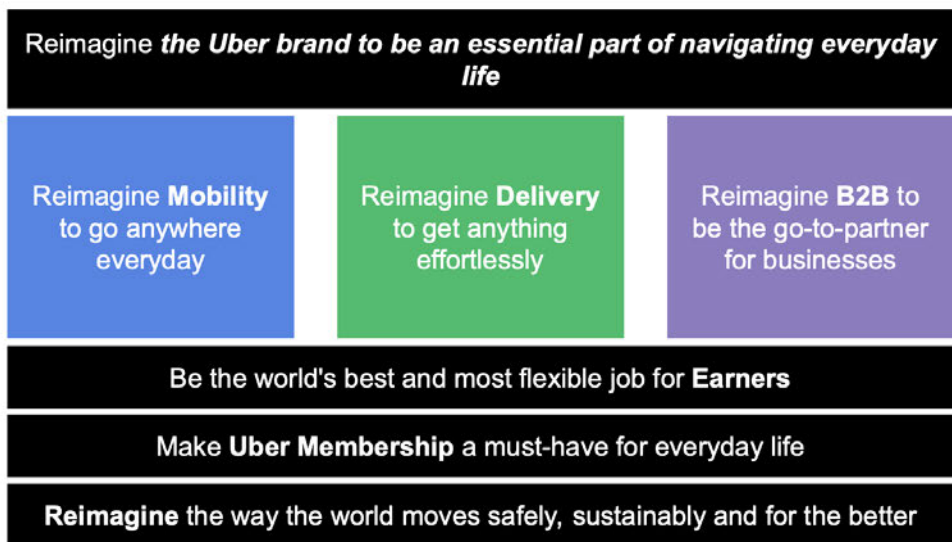 Reimagine the Uber brand to be an essential part of navigating everyday
life
Reimagine Mobility
to go anywhere
everyday
Reimagine Delivery
to get anything
effortlessly
Reimagine B2B to
be the go-to-partner
for businesses
Be the world's best and most flexible job for Earners
Make Uber Membership a must-have for everyday life
Reimagine the way the world moves safely, sustainably and for the better